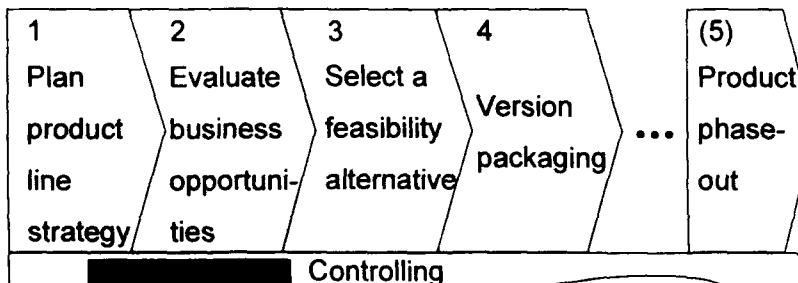 1
Plan
product
line
strategy
2
Evaluate
business
opportuni-
ties
3
Select a
feasibility
alternative
4
Version
packaging
...
(5)
Product
phase-
out
Controlling